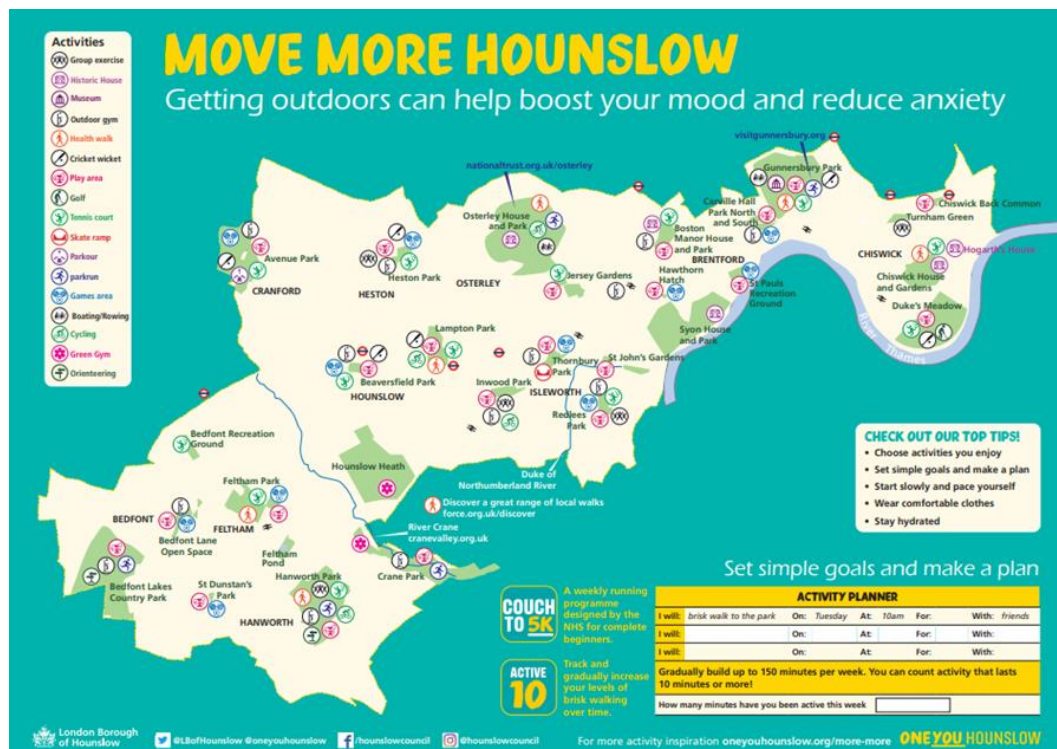 MOVE MORE HOUNSLOW
Getting outdoors can help boost your mood and reduce anxiety
Activities
Group exercise
Historic House
Museum
Outdoor gym
Health walk
Cricket wicket
Play area
Golf
Tennis court
Skate ramp
Parkour
parkrun
Games area
Boating/Rowing
Cycling
Green Gym
Orienteering
visitgunnersbury.org
nationaltrust.org.uk/osterley
Gunnersbury Park
Chiswick Back Common
Turnham Green
Carville Hall
Park North
and South
Osterley House
and Park
Boston
Manor House
and Park
BRENTFORD
CHISWICK
Hogarth's House
Avenue Park
CRANFORD
Heston Park
HESTON
OSTERLEY
Jersey Gardens
Hawthorn
Hatch
St Pauls
Recreation
Ground
Chiswick House
and Gardens
Duke's Meadow
Syon House
and Park
River Thames
Lampton Park
Beaversfield Park
HOUNSLOW
Inwood Park
Thornbury
Park
ISLEWORTH
St John's Gardens
Redlees
Park
Bedfont Recreation
Ground
Hounslow Heath
Duke of
Northumberland River
Feltham Park
Discover a great range of local walks
force.org.uk/discover
BEDFONT
FELTHAM
Bedfont Lane
Open Space
River Crane
cranevalley.org.uk
Feltham
Pond
Bedfont Lakes
Country Park
St Dunstan's
Park
Hanworth Park
Crane Park
HANWORTH
CHECK OUT OUR TOP TIPS!
• Choose activities you enjoy
• Set simple goals and make a plan
• Start slowly and pace yourself
• Wear comfortable clothes
• Stay hydrated
Set simple goals and make a plan
COUCH
TO 5K
A weekly running
programme
designed by the
NHS for complete
beginners.
ACTIVE
10
Track and
gradually increase
your levels of
brisk walking
over time.
ACTIVITY PLANNER
I will: brisk walk to the park On: Tuesday At: 10am For: With: friends
I will: On: At: For: With:
I will: On: At: For: With:
Gradually build up to 150 minutes per week. You can count activity that lasts
10 minutes or more!
How many minutes have you been active this week
London Borough
of Hounslow
@LBofHounslow @oneyouhounslow
/hounslowcouncil
@hounslowcouncil
For more activity inspiration oneyouhounslow.org/more-more
ONE YOU HOUNSLOW